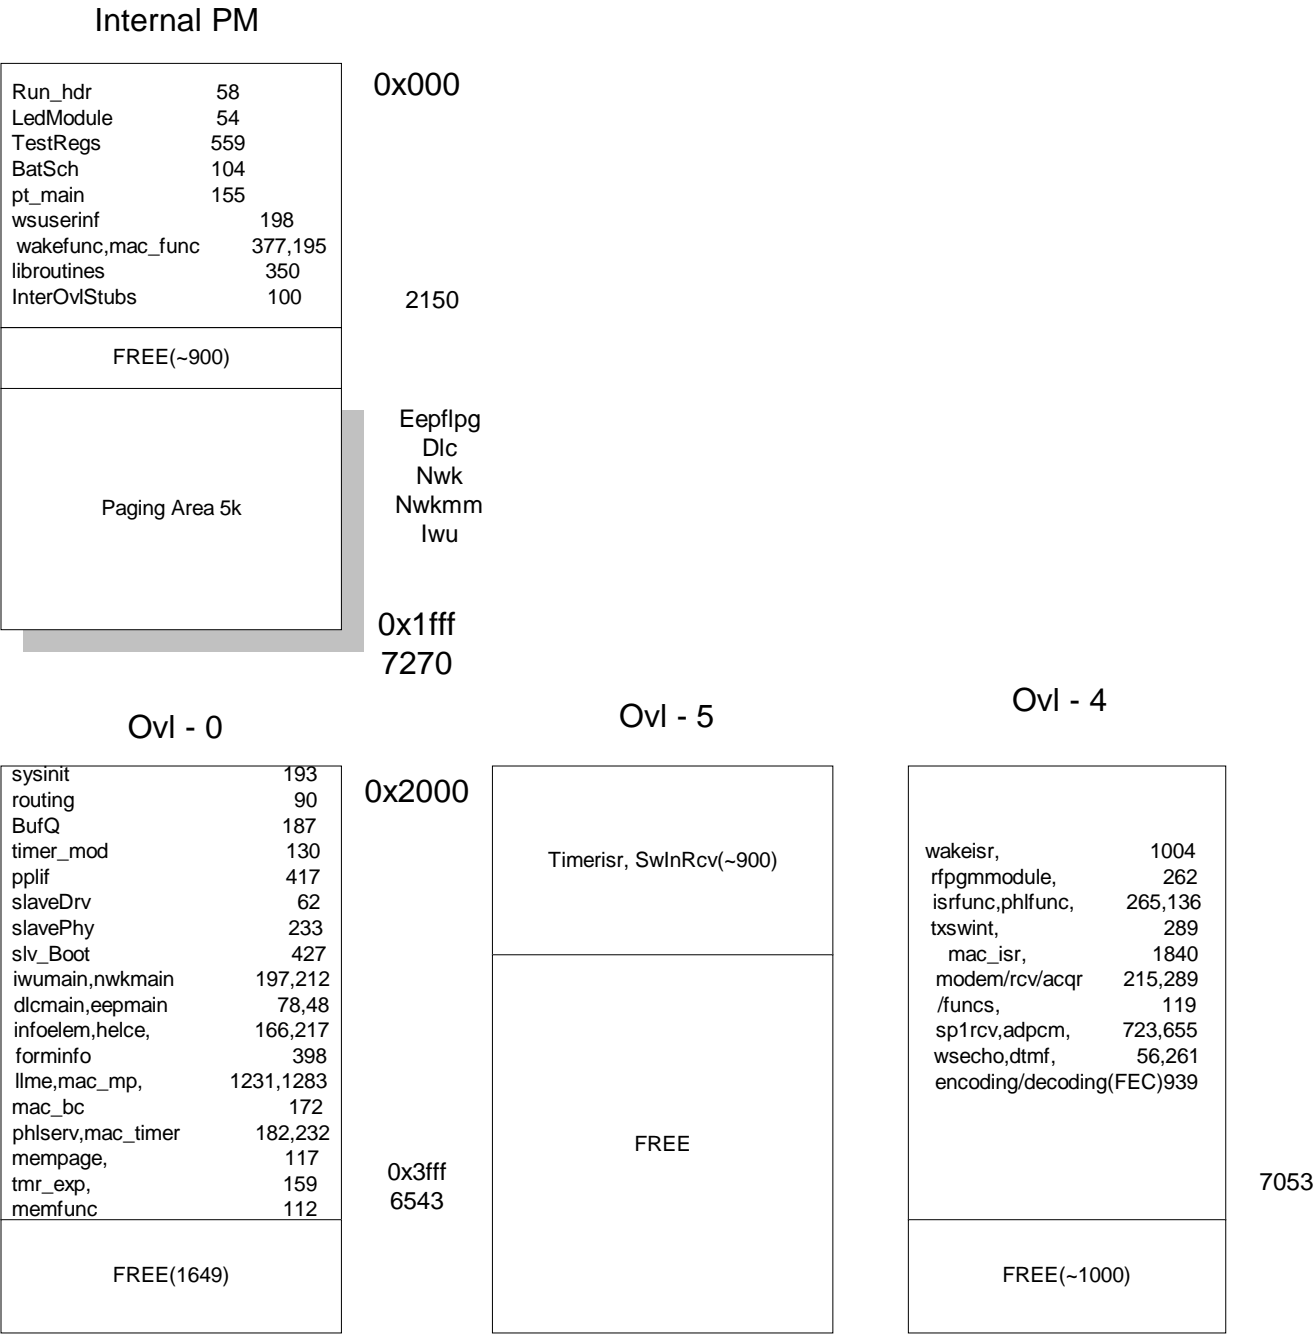 Internal PM
0x000
Run_hdr 58
LedModule 54
TestRegs 559
BatSch 104
pt_main 155
wsuserinf 198
wakefunc,mac_func 377,195
libroutines 350
InterOvlStubs 100
2150
FREE(~900)
Eepflpg
Dlc
Nwk
Nwkmm
Iwu
Paging Area 5k
0x1fff
7270
Ovl - 0
0x2000
sysinit 193
routing 90
BufQ 187
timer_mod 130
pplif 417
slaveDrv 62
slavePhy 233
slv_Boot 427
iwumain,nwkmain 197,212
dlcmain,eepmain 78,48
infoelem,helce, 166,217
forminfo 398
llme,mac_mp, 1231,1283
mac_bc 172
phlserv,mac_timer 182,232
mempage, 117
tmr_exp, 159
memfunc 112
0x3fff
6543
FREE(1649)
Ovl - 5
Timerisr, SwInRcv(~900)
FREE
Ovl - 4
wakeisr, 1004
rfpgmmodule, 262
isrfunc,phlfunc, 265,136
txswint, 289
mac_isr, 1840
modem/rcv/acqr 215,289
/funcs, 119
sp1rcv,adpcm, 723,655
wsecho,dtmf, 56,261
encoding/decoding(FEC)939
7053
FREE(~1000)